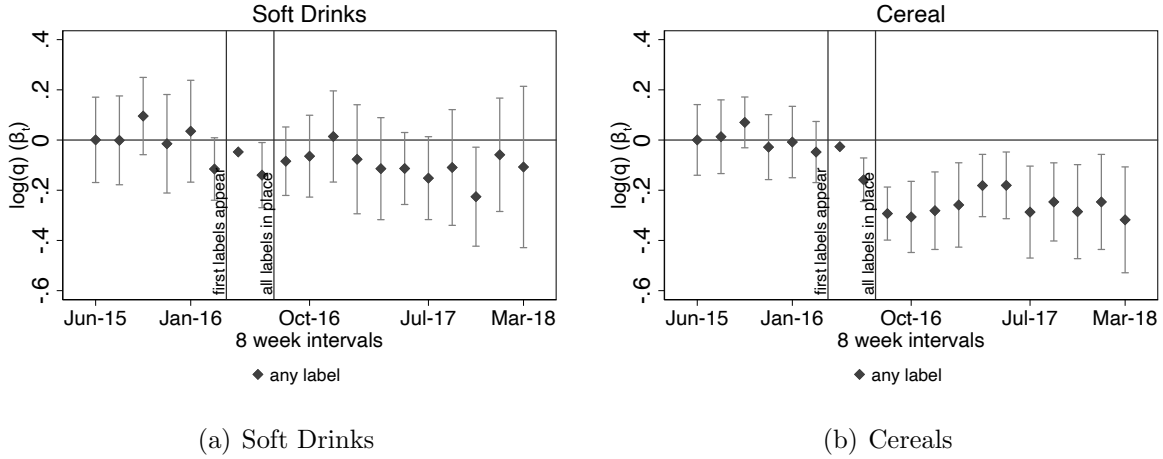 Soft Drinks
log(q) (βt)
.4
.2
0
-.2
-.4
-.6
first labels appear
all labels in place
Jun-15 Jan-16 Oct-16 Jul-17 Mar-18
8 week intervals
any label
(a) Soft Drinks
Cereal
log(q) (βt)
.4
.2
0
-.2
-.4
-.6
first labels appear
all labels in place
Jun-15 Jan-16 Oct-16 Jul-17 Mar-18
8 week intervals
any label
(b) Cereals